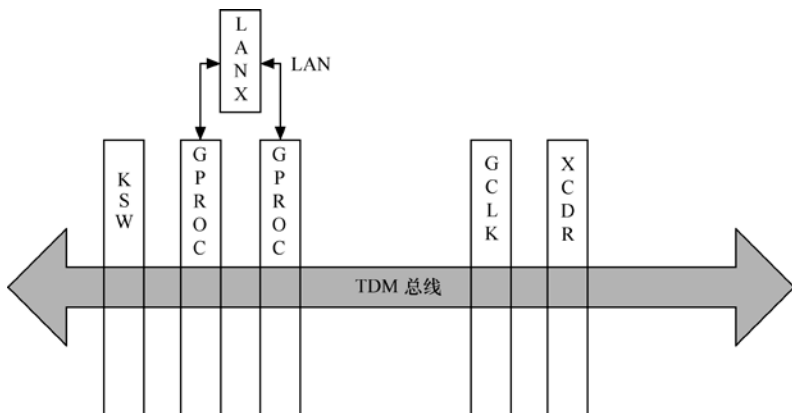 LANX
LAN
KSW
GPROC
GPROC
GCLK
XCDR
TDM 总线